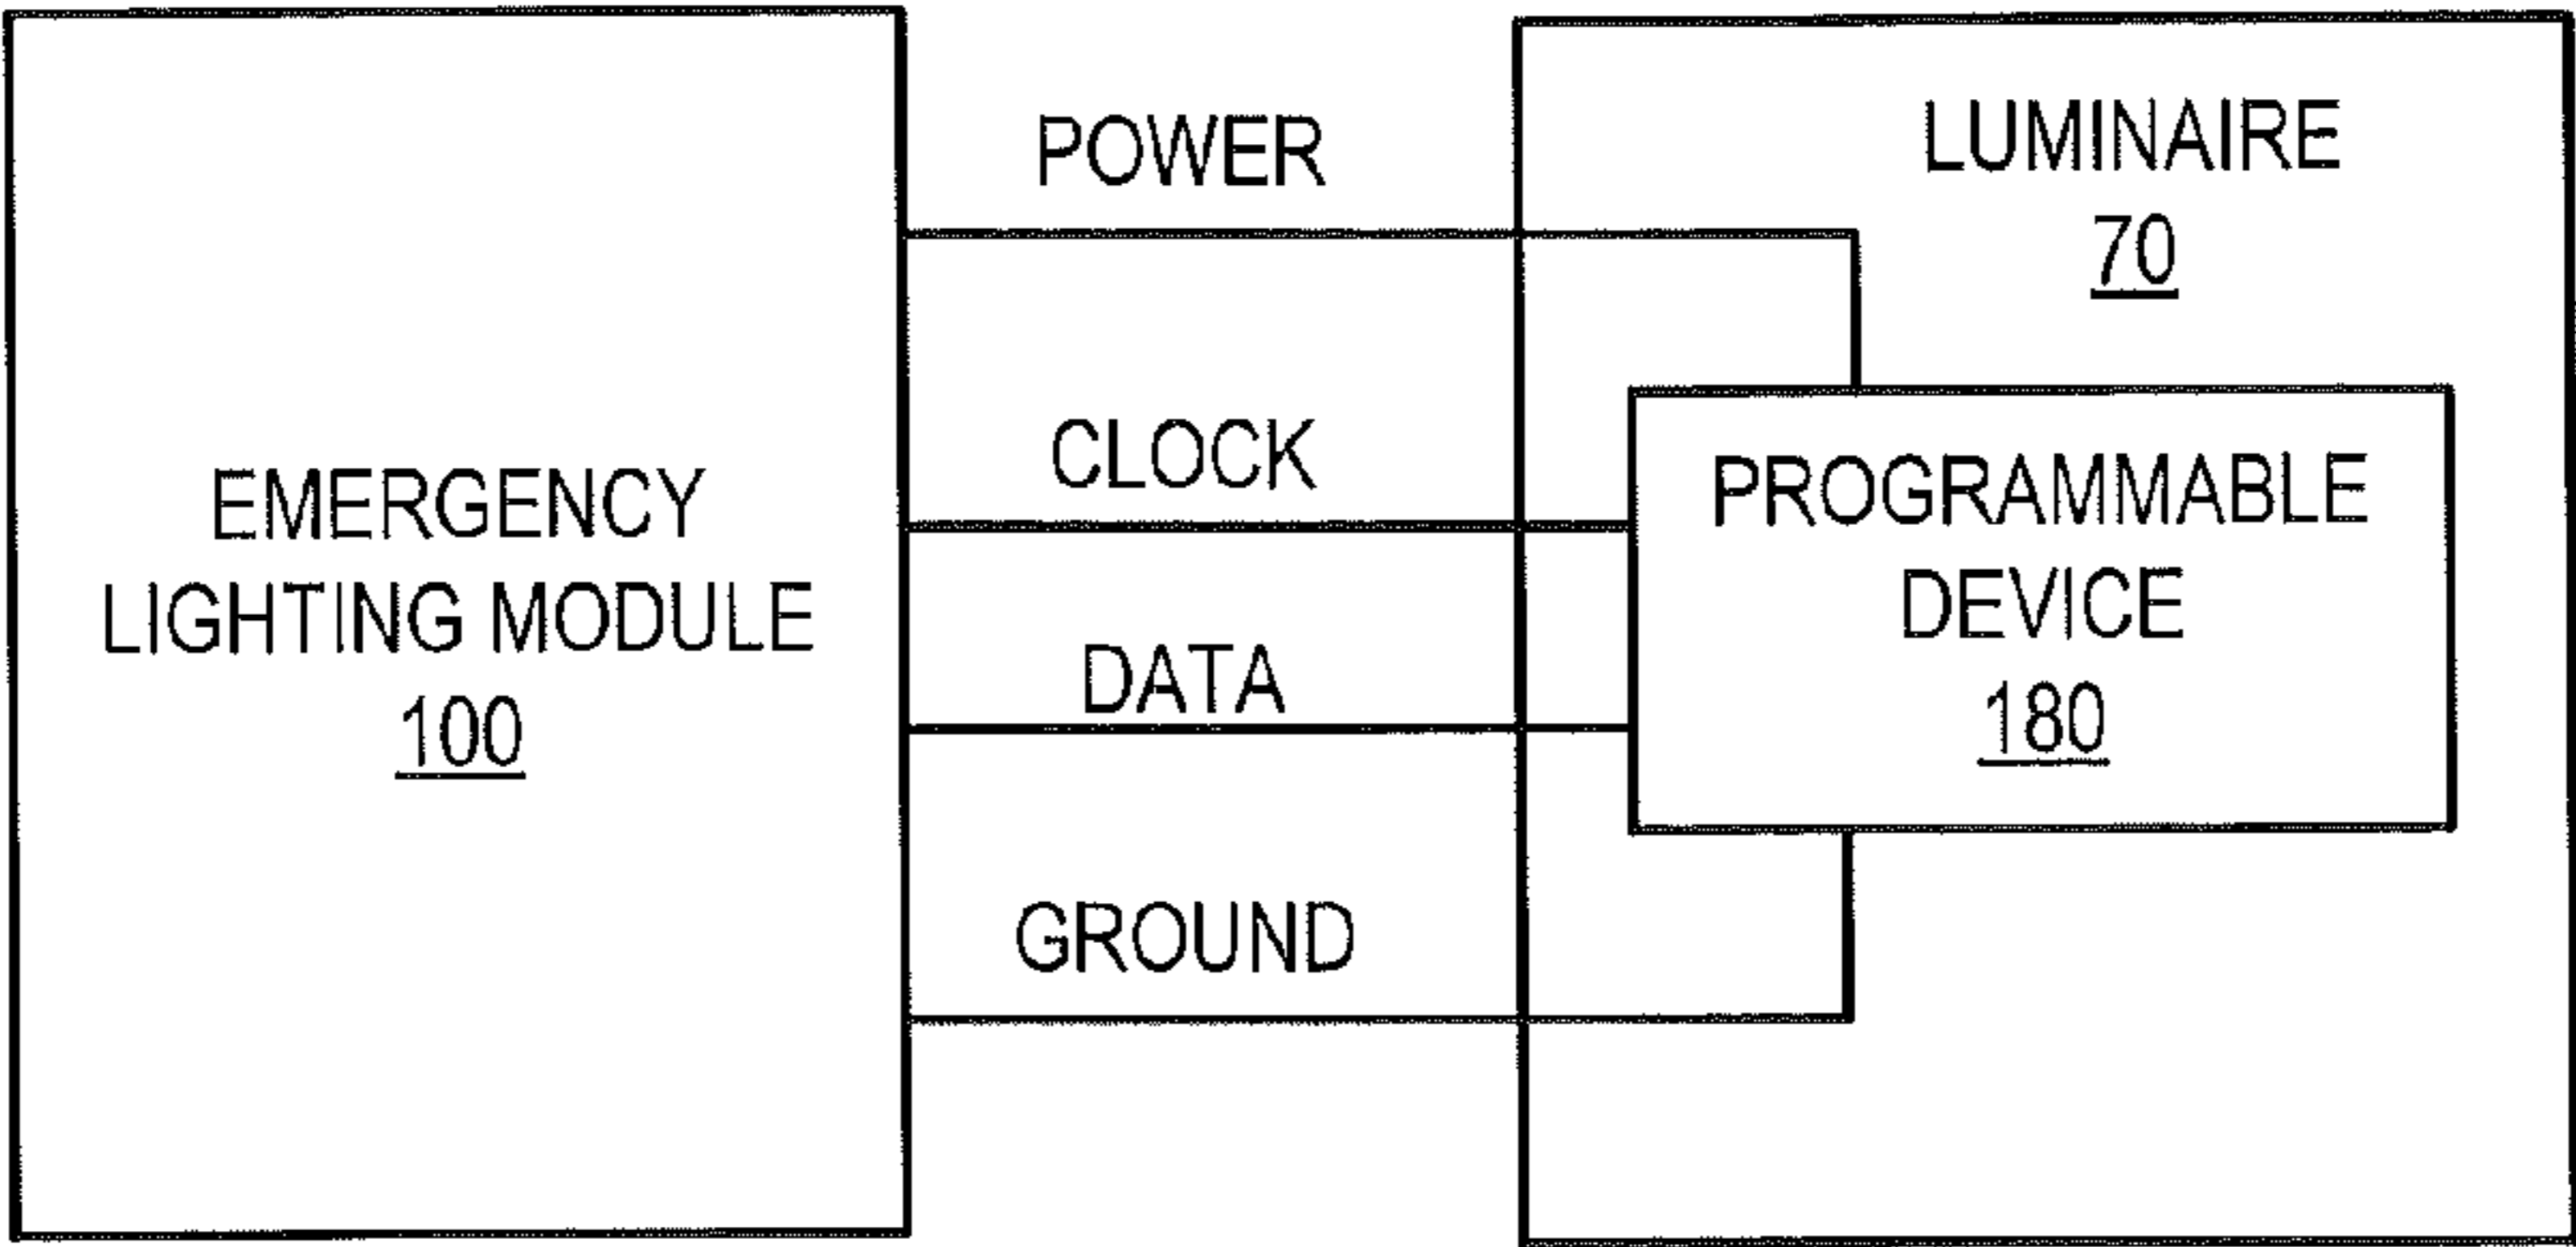 EMERGENCY
LIGHTING MODULE
100
POWER
CLOCK
DATA
GROUND
LUMINAIRE
70
PROGRAMMABLE
DEVICE
180